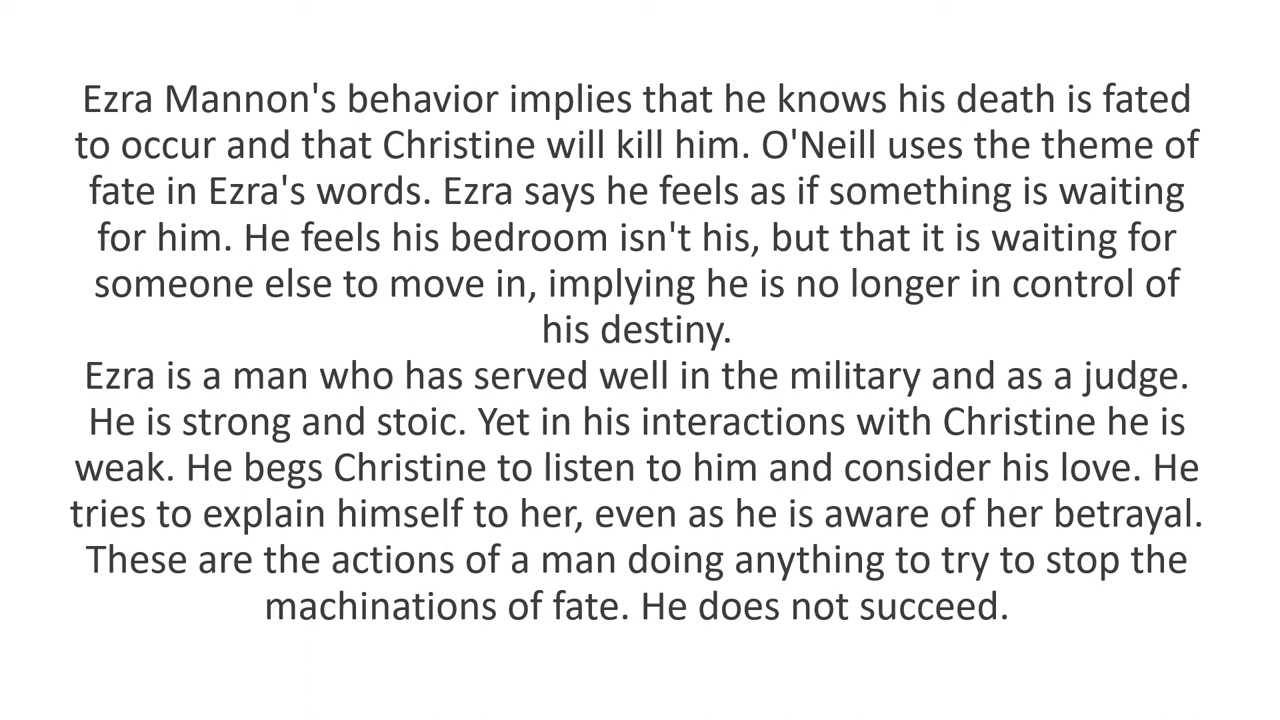 Ezra Mannon's behavior implies that he knows his death is fated
to occur and that Christine will kill him. O'Neill uses the theme of
fate in Ezra's words. Ezra says he feels as if something is waiting
for him. He feels his bedroom isn't his, but that it is waiting for
someone else to move in, implying he is no longer in control of
his destiny.
Ezra is a man who has served well in the military and as a judge.
He is strong and stoic. Yet in his interactions with Christine he is
weak. He begs Christine to listen to him and consider his love. He
tries to explain himself to her, even as he is aware of her betrayal.
These are the actions of a man doing anything to try to stop the
machinations of fate. He does not succeed.